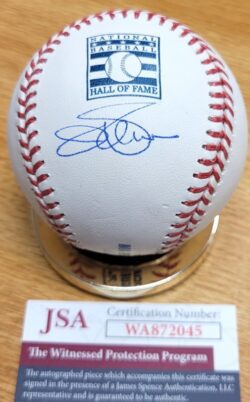 NATIONAL
BASEBALL
HALL OF FAME
JSA
Certification Number:
WA872045
The Witnessed Protection Program
The autographed piece which accompanies this certificate was
signed in the presence of a James Spence Authentication, LLC
representative and is guaranteed to be authentic.